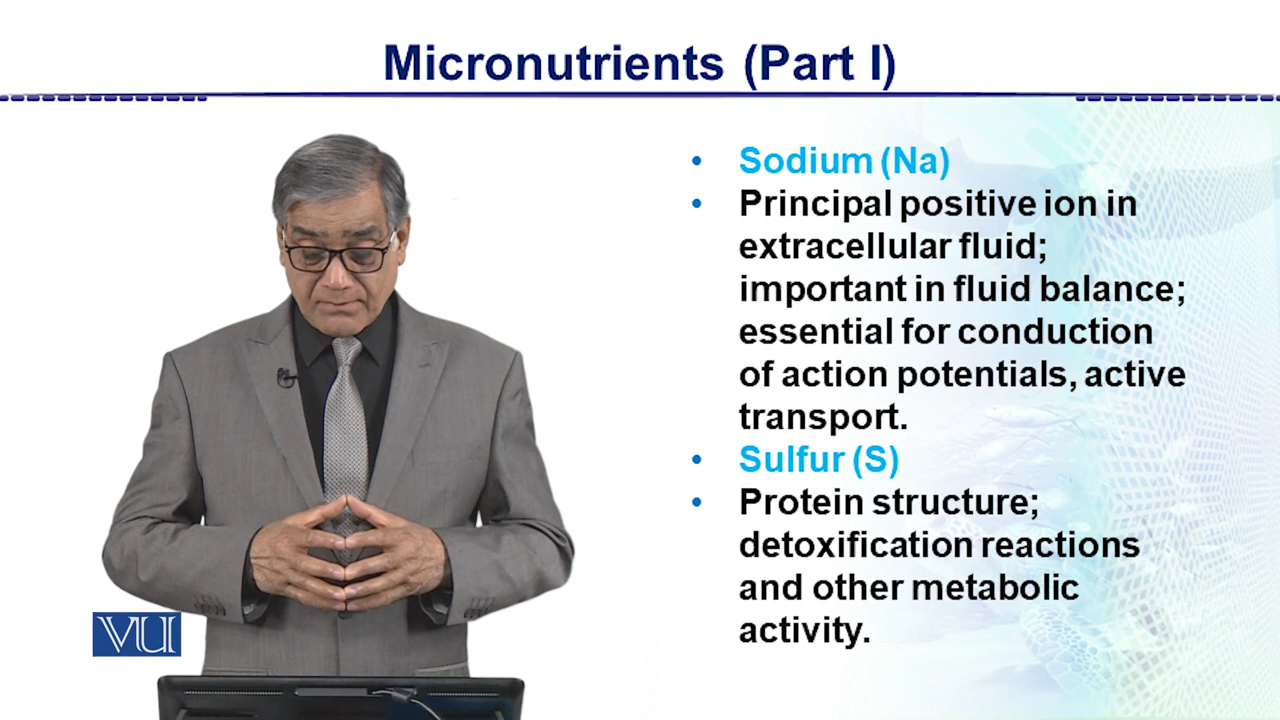 Micronutrients (Part I)
• Sodium (Na)
• Principal positive ion in
extracellular fluid;
important in fluid balance;
essential for conduction
of action potentials, active
transport.
• Sulfur (S)
• Protein structure;
detoxification reactions
and other metabolic
activity.
VU